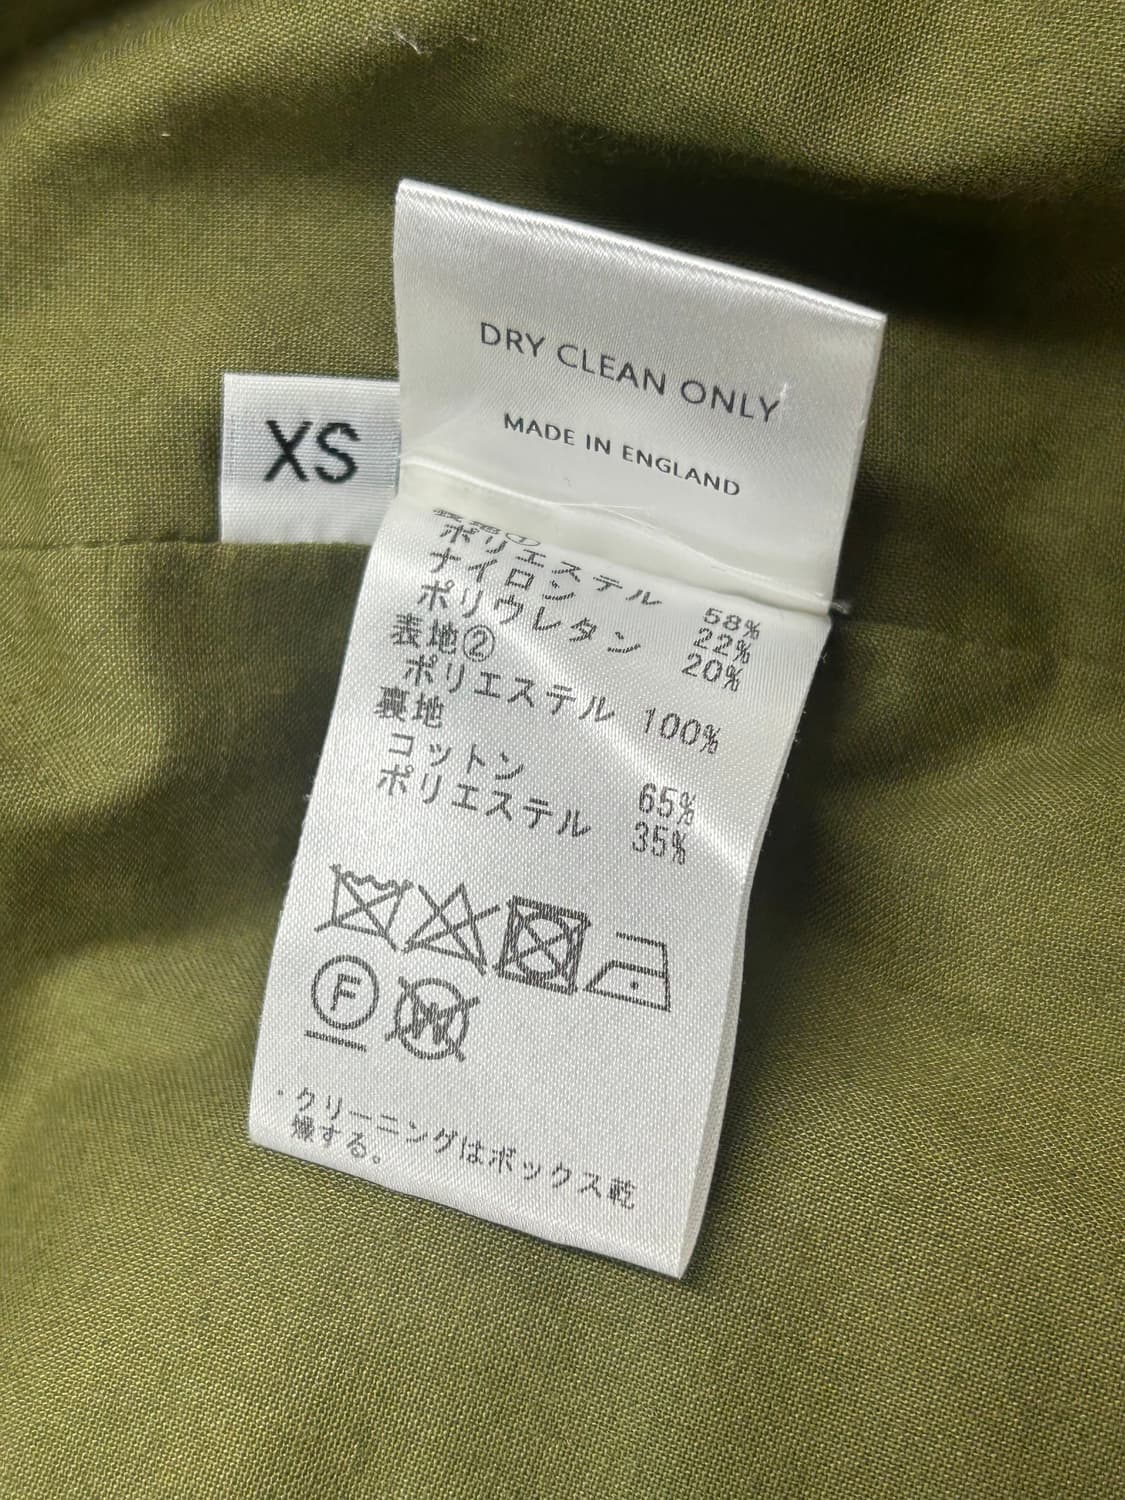 DRY CLEAN ONLY
MADE IN ENGLAND
XS
表地①
ポリエステル 58%
ナイロン 22%
ポリウレタン 20%
表地②
ポリエステル 100%
裏地
コットン 65%
ポリエステル 35%
F W
・クリーニングはボックス乾
燥する。